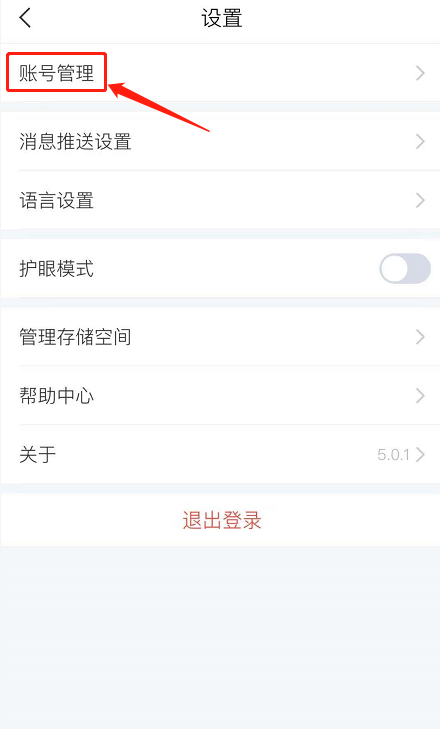 设置
账号管理
消息推送设置
语言设置
护眼模式
管理存储空间
帮助中心
关于 5.0.1
退出登录